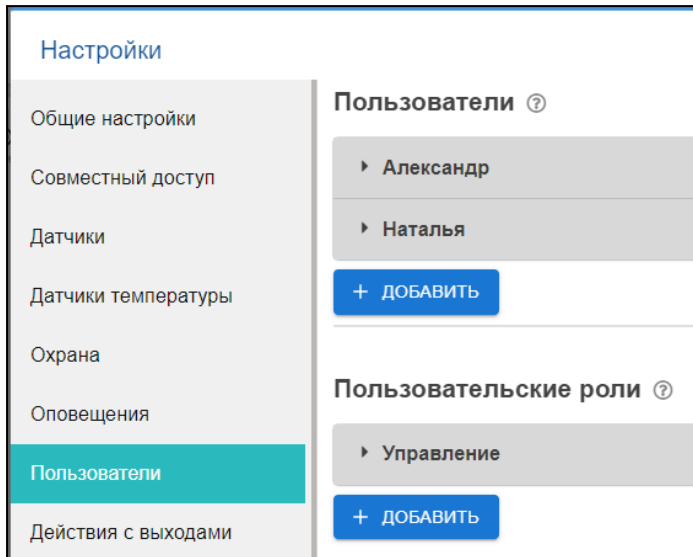 Настройки
Общие настройки
Совместный доступ
Датчики
Датчики температуры
Охрана
Оповещения
Пользователи
Действия с выходами
Пользователи ?
Александр
Наталья
+ ДОБАВИТЬ
Пользовательские роли ?
Управление
+ ДОБАВИТЬ